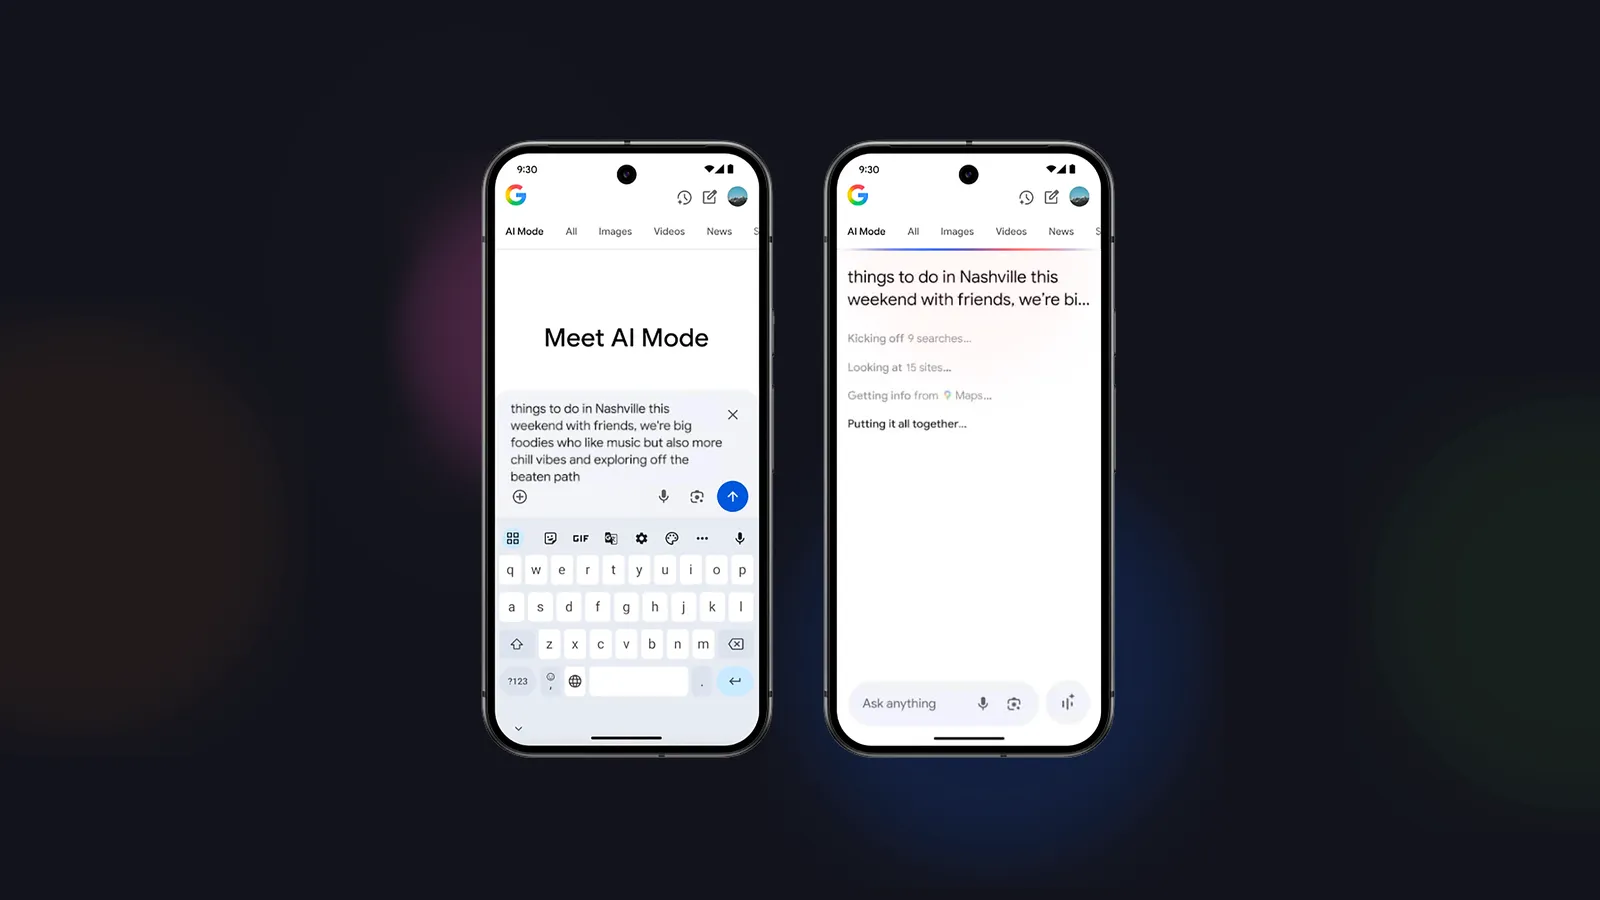 9:30
AI Mode All Images Videos News S
Meet AI Mode
things to do in Nashville this
weekend with friends, we're big
foodies who like music but also more
chill vibes and exploring off the
beaten path
GIF
q w e r t y u i o p
a s d f g h j k l
z x c v b n m
?123 , .
9:30
AI Mode All Images Videos News S
things to do in Nashville this
weekend with friends, we're bi...
Kicking off 9 searches...
Looking at 15 sites...
Getting info from Maps...
Putting it all together...
Ask anything